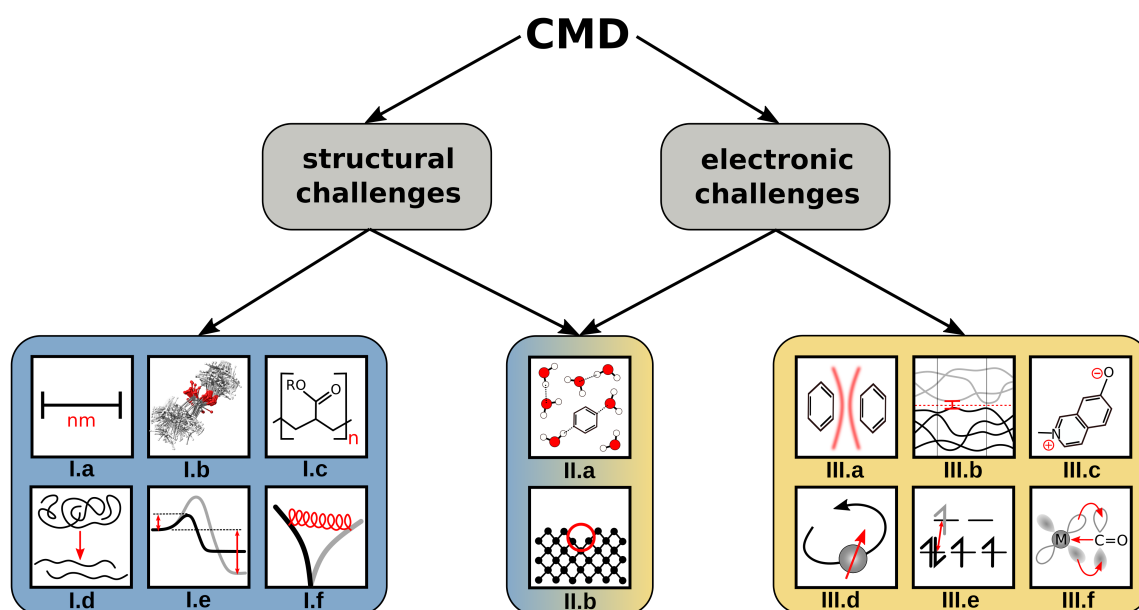 CMD
structural
challenges
electronic
challenges
nm
I.a
I.b
RO
O
n
I.c
II.a
III.a
III.b
O
N
III.c
I.d
I.e
I.f
II.b
III.d
III.e
M
C=O
III.f